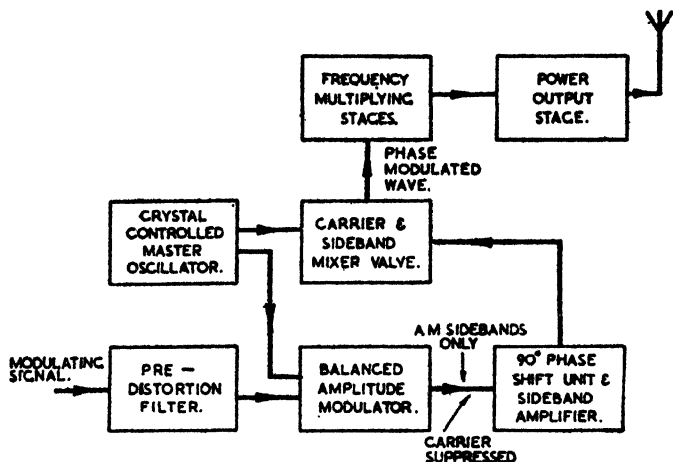 FREQUENCY
MULTIPLYING
STAGES.
POWER
OUTPUT
STAGE.
PHASE
MODULATED
WAVE.
CRYSTAL
CONTROLLED
MASTER
OSCILLATOR.
CARRIER &
SIDEBAND
MIXER VALVE.
A M SIDEBANDS
ONLY
MODULATING
SIGNAL.
PRE -
DISTORTION
FILTER.
BALANCED
AMPLITUDE
MODULATOR.
90° PHASE
SHIFT UNIT &
SIDEBAND
AMPLIFIER.
CARRIER
SUPPRESSED